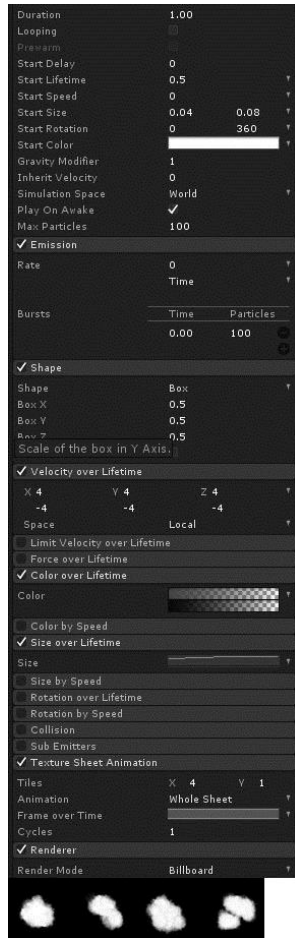 Duration 1.00
Looping
Prewarm
Start Delay 0
Start Lifetime 0.5
Start Speed 0
Start Size 0.04 0.08
Start Rotation 0 360
Start Color
Gravity Modifier 1
Inherit Velocity 0
Simulation Space World
Play On Awake
Max Particles 100
Emission
Rate 0
Time
Bursts Time Particles
0.00 100
Shape
Shape Box
Box X 0.5
Box Y 0.5
Box Z 0.5
Scale of the box in Y Axis.
Velocity over Lifetime
X 4 Y 4 Z 4
-4 -4 -4
Space Local
Limit Velocity over Lifetime
Force over Lifetime
Color over Lifetime
Color
Color by Speed
Size over Lifetime
Size
Size by Speed
Rotation over Lifetime
Rotation by Speed
Collision
Sub Emitters
Texture Sheet Animation
Tiles X 4 Y 1
Animation Whole Sheet
Frame over Time
Cycles 1
Renderer
Render Mode Billboard